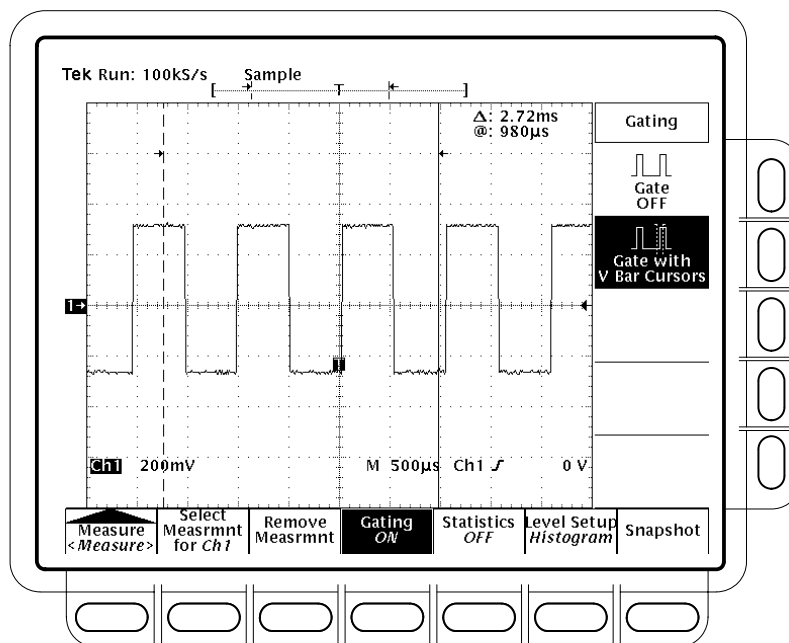 Tek Run: 100kS/s Sample
[ T ]
Δ: 2.72ms
@: 980µs
1
T
Ch1 200mV M 500µs Ch1 0 V
Gating
Gate
OFF
Gate with
V Bar Cursors
Measure
<Measure>
Select
Measrmnt
for Ch1
Remove
Measrmnt
Gating
ON
Statistics
OFF
Level Setup
Histogram
Snapshot